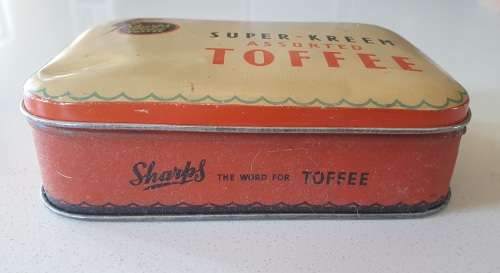 SUPER-KREEM
ASSORTED
TOFFEE
Sharps THE WORD FOR TOFFEE